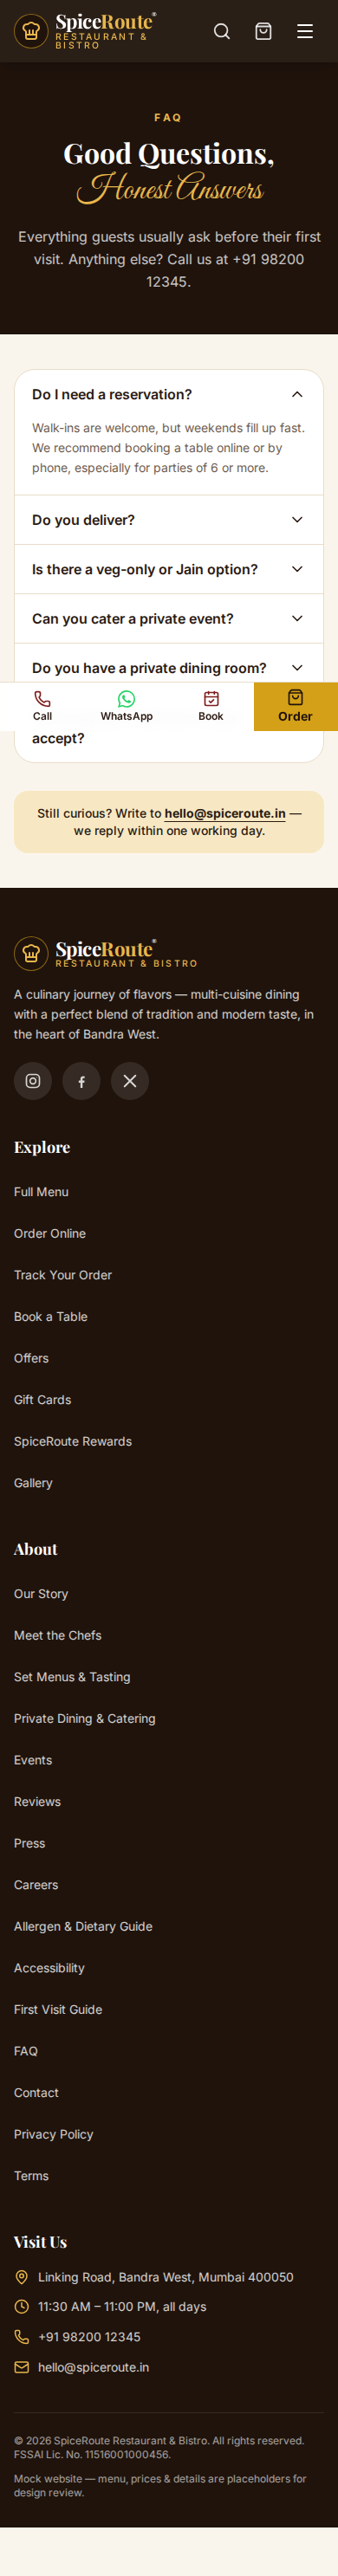 SpiceRoute®
RESTAURANT &
BISTRO
FAQ
Good Questions,
Honest Answers
Everything guests usually ask before their first
visit. Anything else? Call us at +91 98200
12345.
Do I need a reservation?
Walk-ins are welcome, but weekends fill up fast.
We recommend booking a table online or by
phone, especially for parties of 6 or more.
Do you deliver?
Is there a veg-only or Jain option?
Can you cater a private event?
Do you have a private dining room?
Call
WhatsApp
Book
Order
accept?
Still curious? Write to hello@spiceroute.in —
we reply within one working day.
SpiceRoute®
RESTAURANT & BISTRO
A culinary journey of flavors — multi-cuisine dining
with a perfect blend of tradition and modern taste, in
the heart of Bandra West.
Explore
Full Menu
Order Online
Track Your Order
Book a Table
Offers
Gift Cards
SpiceRoute Rewards
Gallery
About
Our Story
Meet the Chefs
Set Menus & Tasting
Private Dining & Catering
Events
Reviews
Press
Careers
Allergen & Dietary Guide
Accessibility
First Visit Guide
FAQ
Contact
Privacy Policy
Terms
Visit Us
Linking Road, Bandra West, Mumbai 400050
11:30 AM – 11:00 PM, all days
+91 98200 12345
hello@spiceroute.in
© 2026 SpiceRoute Restaurant & Bistro. All rights reserved.
FSSAI Lic. No. 11516001000456.
Mock website — menu, prices & details are placeholders for
design review.